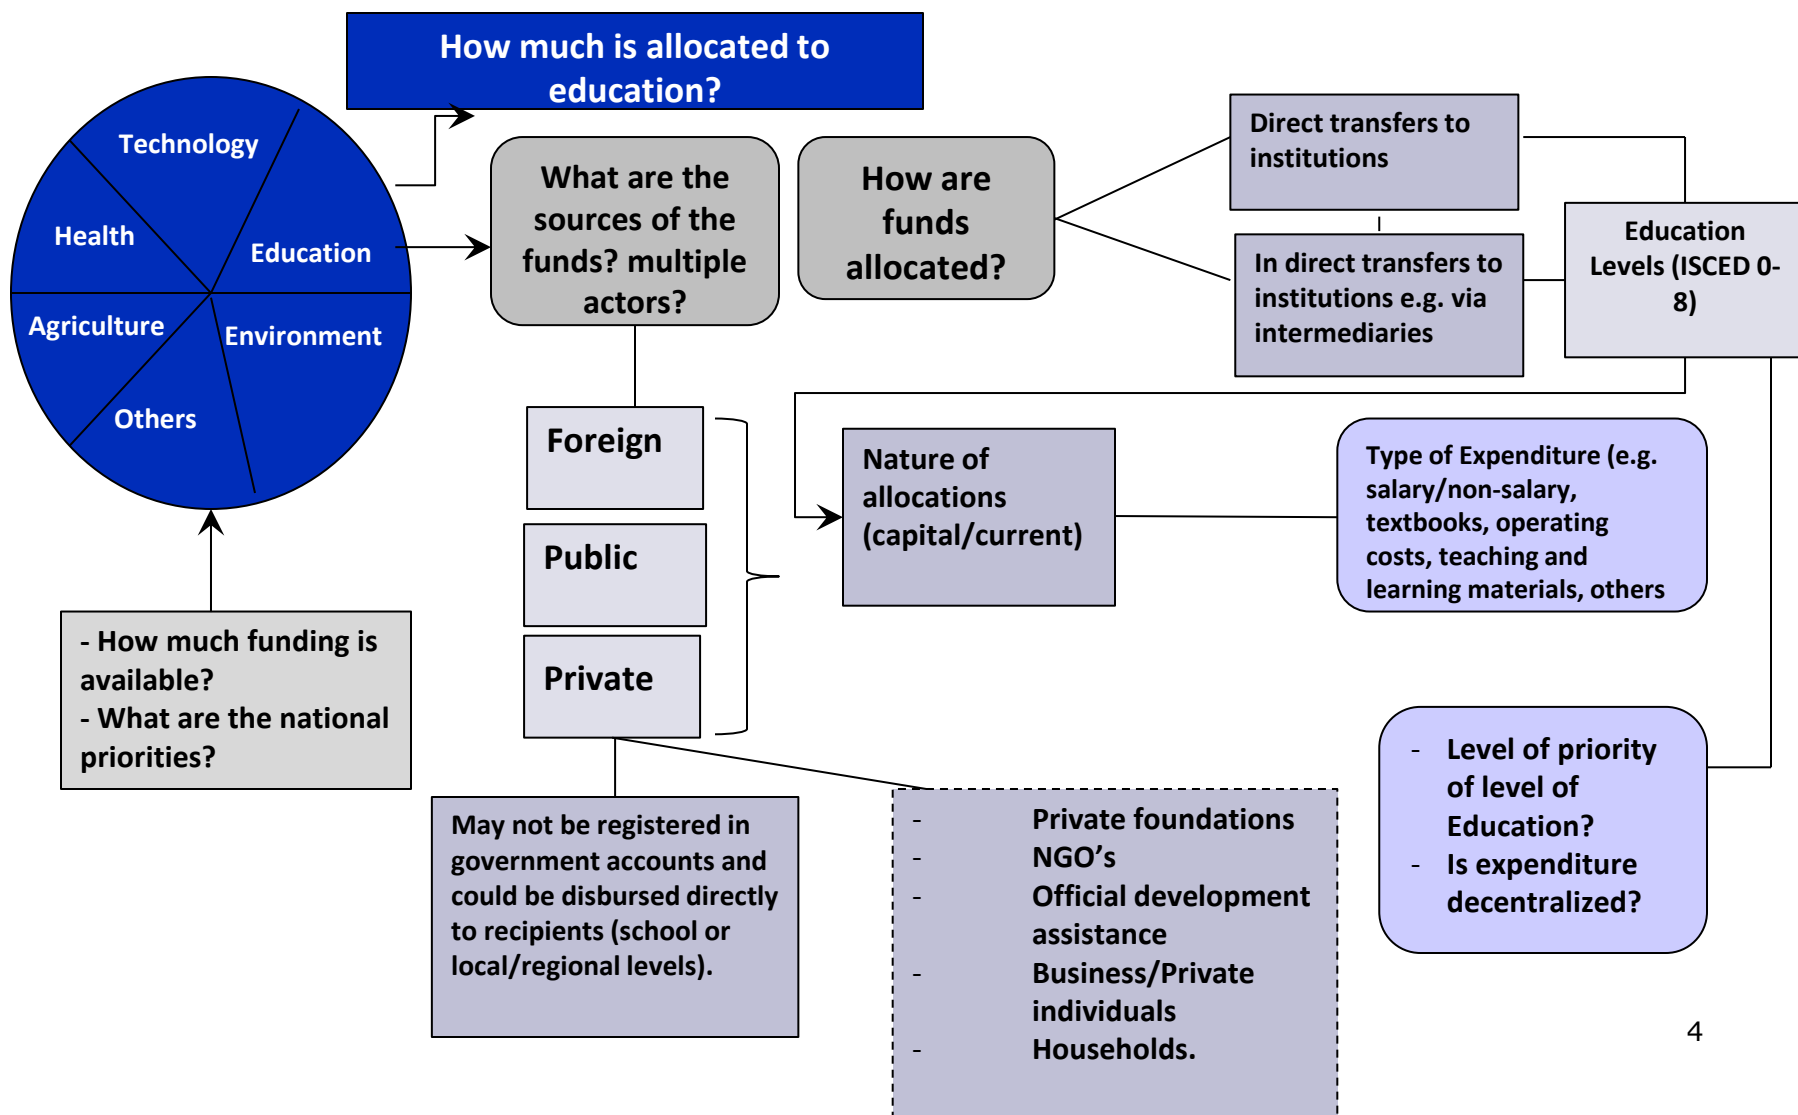 How much is allocated to
education?
Technology
Health
Education
Agriculture
Environment
Others
- How much funding is
available?
- What are the national
priorities?
What are the
sources of the
funds? multiple
actors?
Foreign
Public
Private
May not be registered in
government accounts and
could be disbursed directly
to recipients (school or
local/regional levels).
- Private foundations
- NGO’s
- Official development
assistance
- Business/Private
individuals
- Households.
How are
funds
allocated?
Direct transfers to
institutions
In direct transfers to
institutions e.g. via
intermediaries
Education
Levels (ISCED 0-
8)
Nature of
allocations
(capital/current)
Type of Expenditure (e.g.
salary/non-salary,
textbooks, operating
costs, teaching and
learning materials, others
- Level of priority
of level of
Education?
- Is expenditure
decentralized?
4